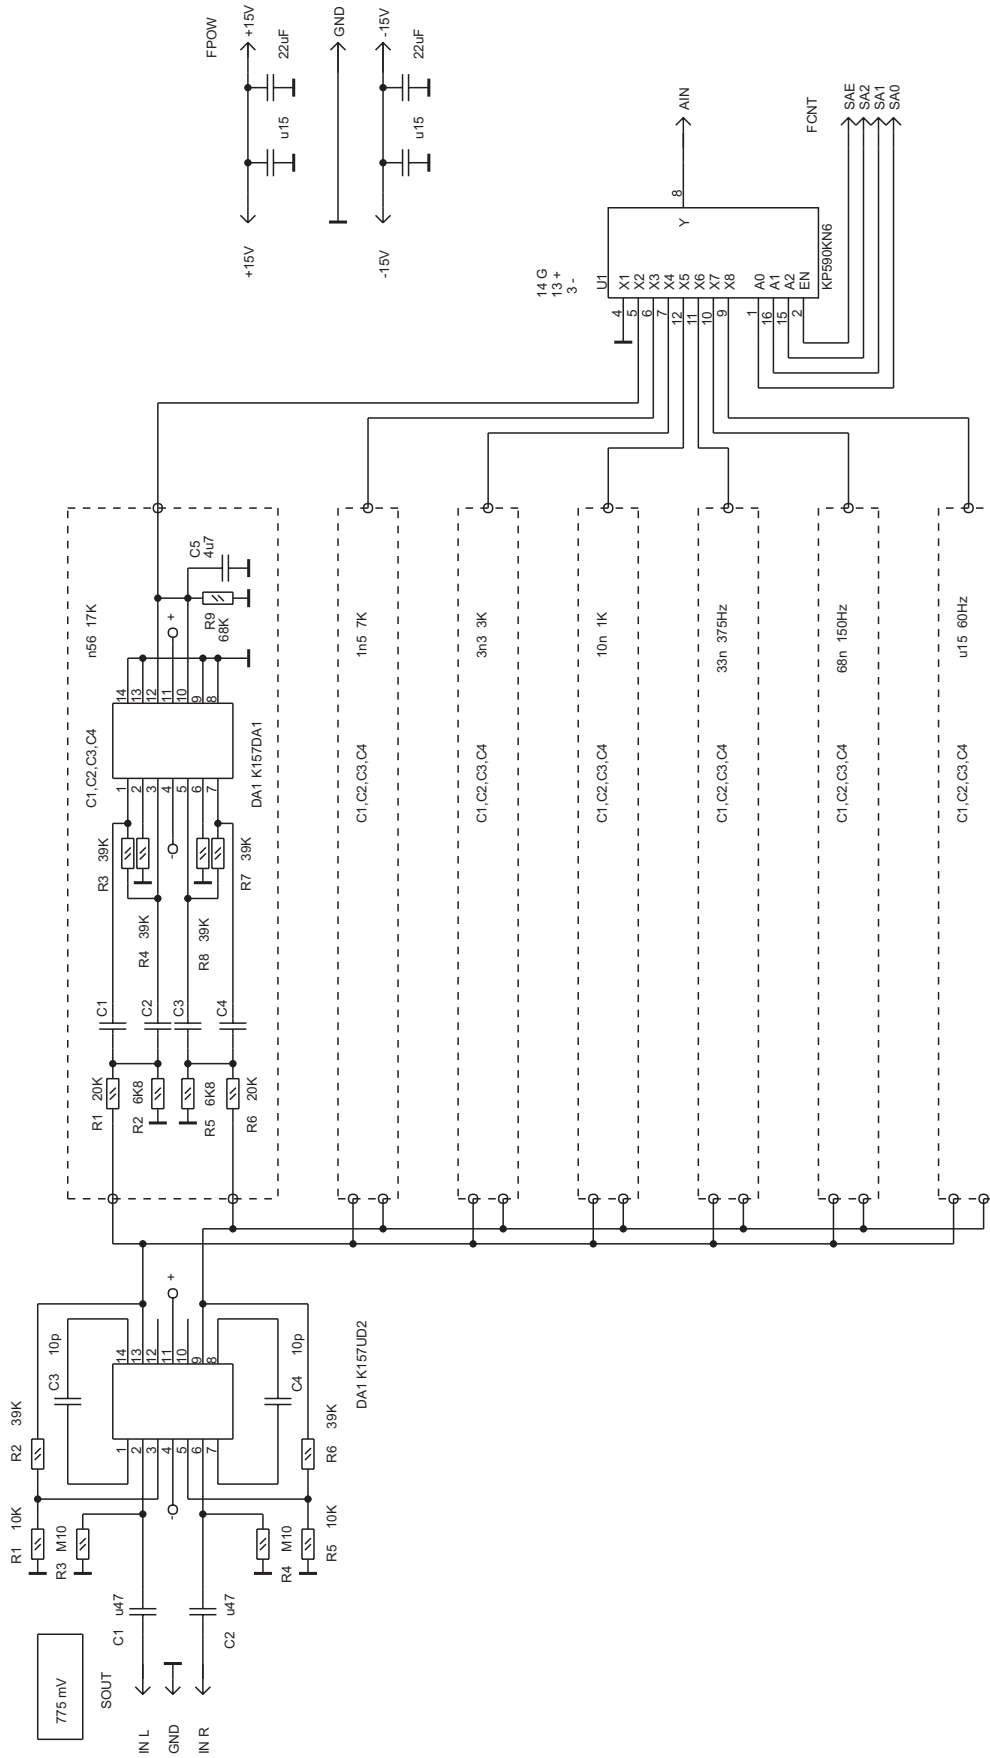 775 mV
SOUT
IN L
GND
IN R
C1 u47
C2 u47
R1 10K
R3 M10
R4 M10
R5 10K
R2 39K
R6 39K
C3 10p
C4 10p
1
2
3
4
5
6
7
14
13
12
11
10
9
8
-
+
DA1 K157UD2
R1 20K
R2 6K8
R5 6K8
R6 20K
C1
C2
C3
C4
R3 39K
R4 39K
R8 39K
R7 39K
C1,C2,C3,C4
n56 17K
1
2
3
4
5
6
7
14
13
12
11
10
9
8
-
+
DA1 K157DA1
R9
68K
C5
4u7
C1,C2,C3,C4 1n5 7K
C1,C2,C3,C4 3n3 3K
C1,C2,C3,C4 10n 1K
C1,C2,C3,C4 33n 375Hz
C1,C2,C3,C4 68n 150Hz
C1,C2,C3,C4 u15 60Hz
14 G
13 +
3 -
U1
4 X1
5 X2
6 X3
7 X4
12 X5
11 X6
10 X7
9 X8
1 A0
16 A1
15 A2
2 EN
Y 8
KP590KN6
AIN
FCNT
SAE
SA2
SA1
SA0
FPOW
+15V
u15
22uF
+15V
GND
-15V
u15
22uF
-15V